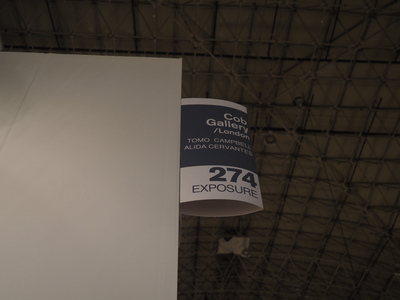 Cob
Gallery
/London
TOMO CAMPBELL
ALIDA CERVANTES
274
EXPOSURE